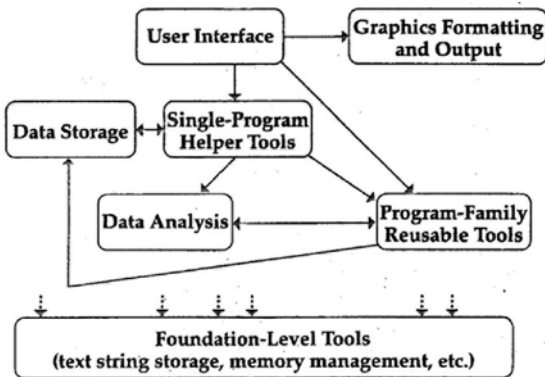 User Interface
Graphics Formatting
and Output
Data Storage
Single-Program
Helper Tools
Data Analysis
Program-Family
Reusable Tools
Foundation-Level Tools
(text string storage, memory management, etc.)